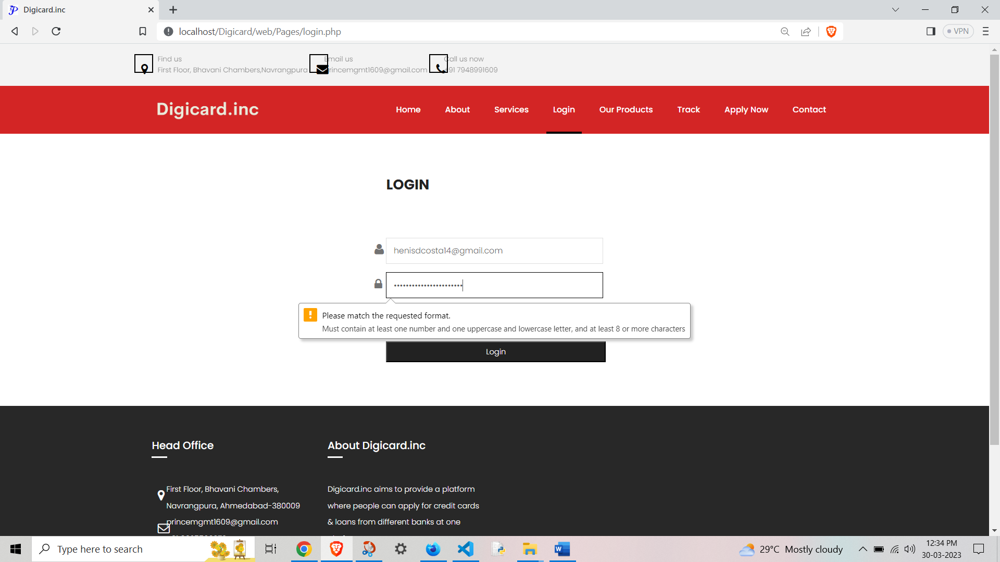 Digicard.inc
localhost/Digicard/web/Pages/login.php
VPN
Find us
First Floor, Bhavani Chambers,Navrangpura
Email us
princemgmt1609@gmail.com
Call us now
+91 7948991609
Digicard.inc
Home
About
Services
Login
Our Products
Track
Apply Now
Contact
LOGIN
henisdcosta14@gmail.com
Please match the requested format.
Must contain at least one number and one uppercase and lowercase letter, and at least 8 or more characters
Login
Head Office
First Floor, Bhavani Chambers,
Navrangpura, Ahmedabad-380009
princemgmt1609@gmail.com
About Digicard.inc
Digicard.inc aims to provide a platform
where people can apply for credit cards
& loans from different banks at one
Type here to search
29°C Mostly cloudy
12:34 PM
30-03-2023